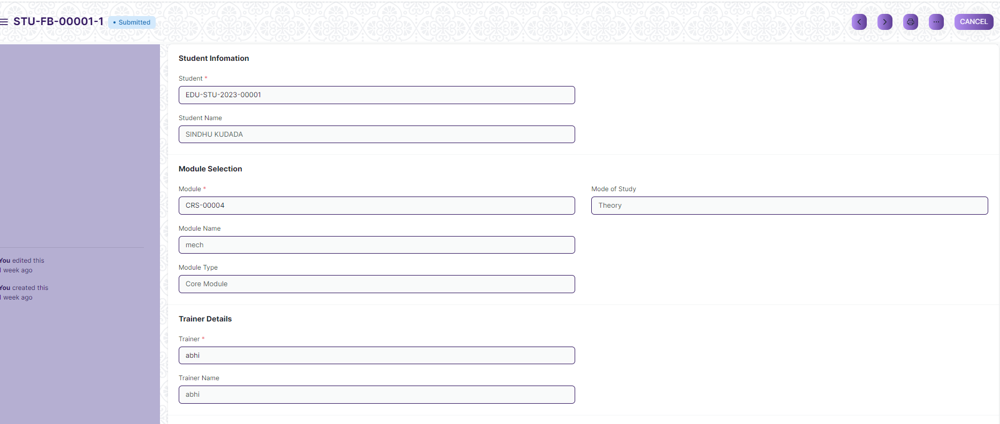 STU-FB-00001-1 • Submitted
CANCEL
You edited this
1 week ago
You created this
1 week ago
Student Infomation
Student *
EDU-STU-2023-00001
Student Name
SINDHU KUDADA
Module Selection
Module *
CRS-00004
Module Name
mech
Module Type
Core Module
Mode of Study
Theory
Trainer Details
Trainer *
abhi
Trainer Name
abhi